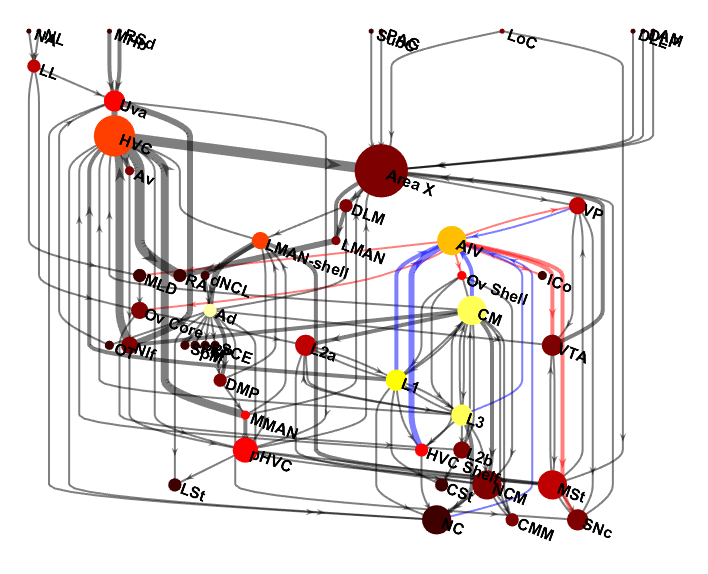 LL
Uva
HVC
Av
Area X
LoC
DLM
VP
LMAN
LMAN-shell
AIV
MLD
RA
dNCL
Ov Shell
ICo
Ov Core
Ad
CM
OT
NIf
L2a
VTA
DMP
L1
MMAN
L3
pHVC
HVC Shelf
L2b
LSt
CSt
NCM
MSt
NC
CMM
SNc